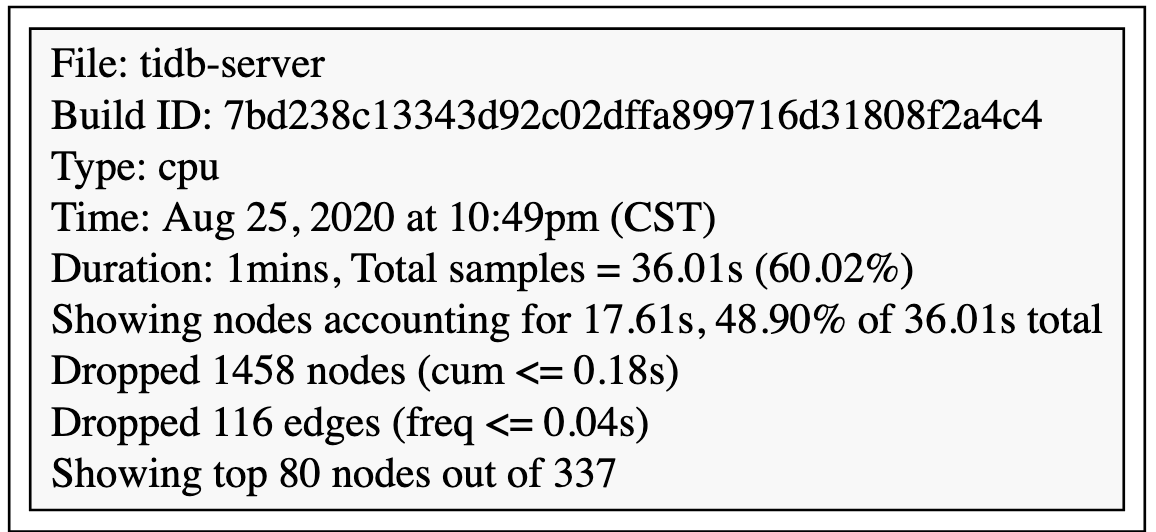 File: tidb-server
Build ID: 7bd238c13343d92c02dffa899716d31808f2a4c4
Type: cpu
Time: Aug 25, 2020 at 10:49pm (CST)
Duration: 1mins, Total samples = 36.01s (60.02%)
Showing nodes accounting for 17.61s, 48.90% of 36.01s total
Dropped 1458 nodes (cum <= 0.18s)
Dropped 116 edges (freq <= 0.04s)
Showing top 80 nodes out of 337